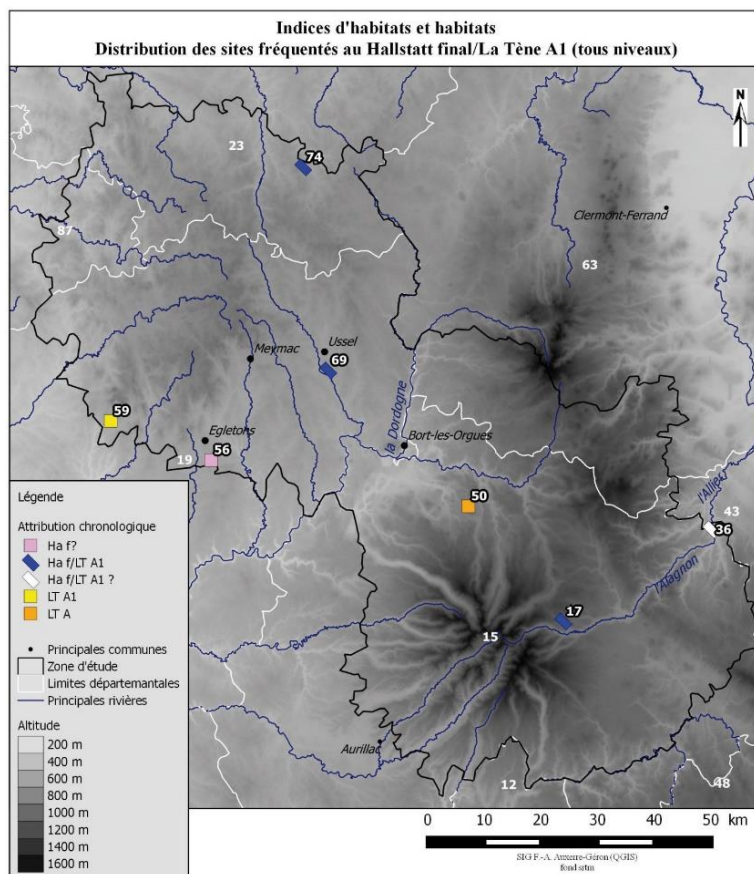 Indices d'habitats et habitats
Distribution des sites fréquentés au Hallstatt final/La Tène A1 (tous niveaux)
N
23
74
Clermont-Ferrand
87
63
Ussel
Meymac
69
59
Egletons
la Dordogne
Bort-les-Orgues
56
19
50
l'Allier
43
36
l'Alagnon
17
15
Aurillac
12
48
Légende
Attribution chronologique
Ha f?
Ha f/LT A1
Ha f/LT A1 ?
LT A1
LT A
Principales communes
Zone d'étude
Limites départementales
Principales rivières
Altitude
200 m
400 m
600 m
800 m
1000 m
1200 m
1400 m
1600 m
0 10 20 30 40 50 km
SIG F.-A. Auxerre-Géron (QGIS)
fond srtm